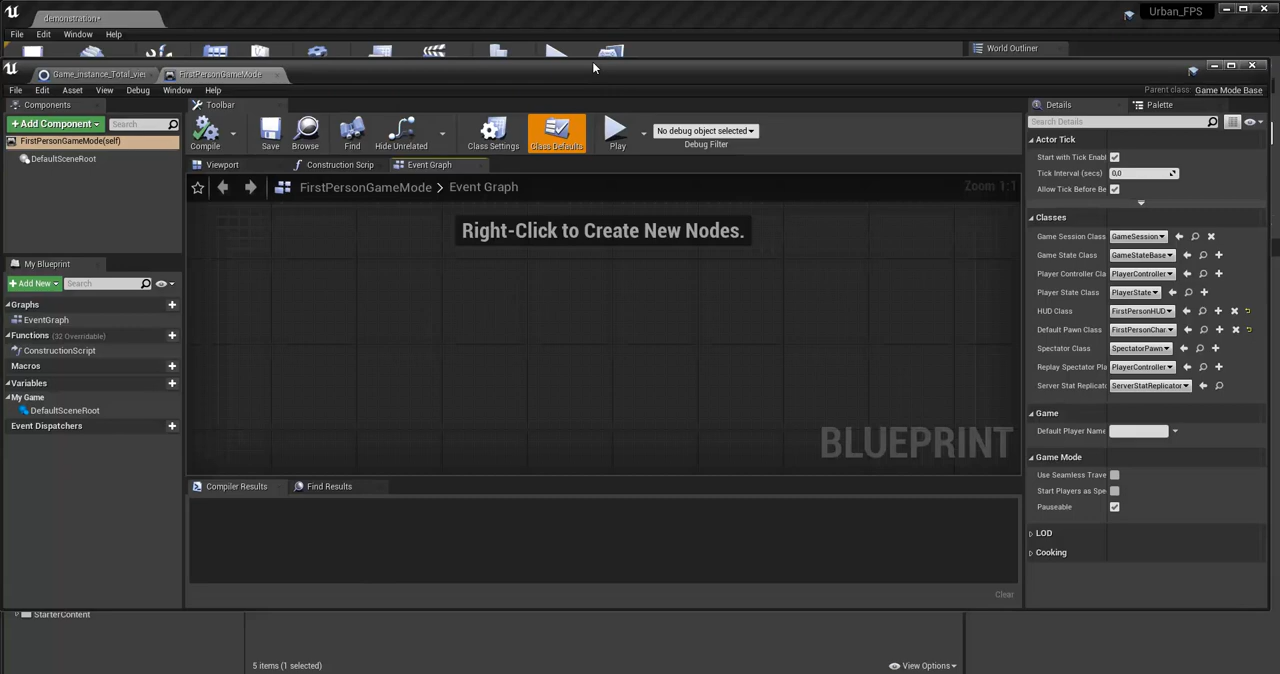 demonstration*
Urban_FPS
File Edit Window Help
World Outliner
Game_instance_Total_vie
FirstPersonGameMode
File Edit Asset View Debug Window Help
Parent class: Game Mode Base
Components
Toolbar
Details
Palette
+Add Component
Search
Search Details
FirstPersonGameMode(self)
DefaultSceneRoot
Compile
Save
Browse
Find
Hide Unrelated
Class Settings
Class Defaults
Play
No debug object selected
Debug Filter
Viewport
Construction Scrip
Event Graph
FirstPersonGameMode > Event Graph
Zoom 1:1
Right-Click to Create New Nodes.
BLUEPRINT
My Blueprint
+Add New
Search
Graphs
EventGraph
Functions (32 Overridable)
ConstructionScript
Macros
Variables
My Game
DefaultSceneRoot
Event Dispatchers
Compiler Results
Find Results
Clear
Actor Tick
Start with Tick Enabl
Tick Interval (secs) 0,0
Allow Tick Before Be
Classes
Game Session Class GameSession
Game State Class GameStateBase
Player Controller Cla PlayerController
Player State Class PlayerState
HUD Class FirstPersonHUD
Default Pawn Class FirstPersonChar
Spectator Class SpectatorPawn
Replay Spectator Pla PlayerController
Server Stat Replicato ServerStatReplicator
Game
Default Player Name
Game Mode
Use Seamless Trave
Start Players as Spe
Pauseable
LOD
Cooking
StarterContent
5 items (1 selected)
View Options